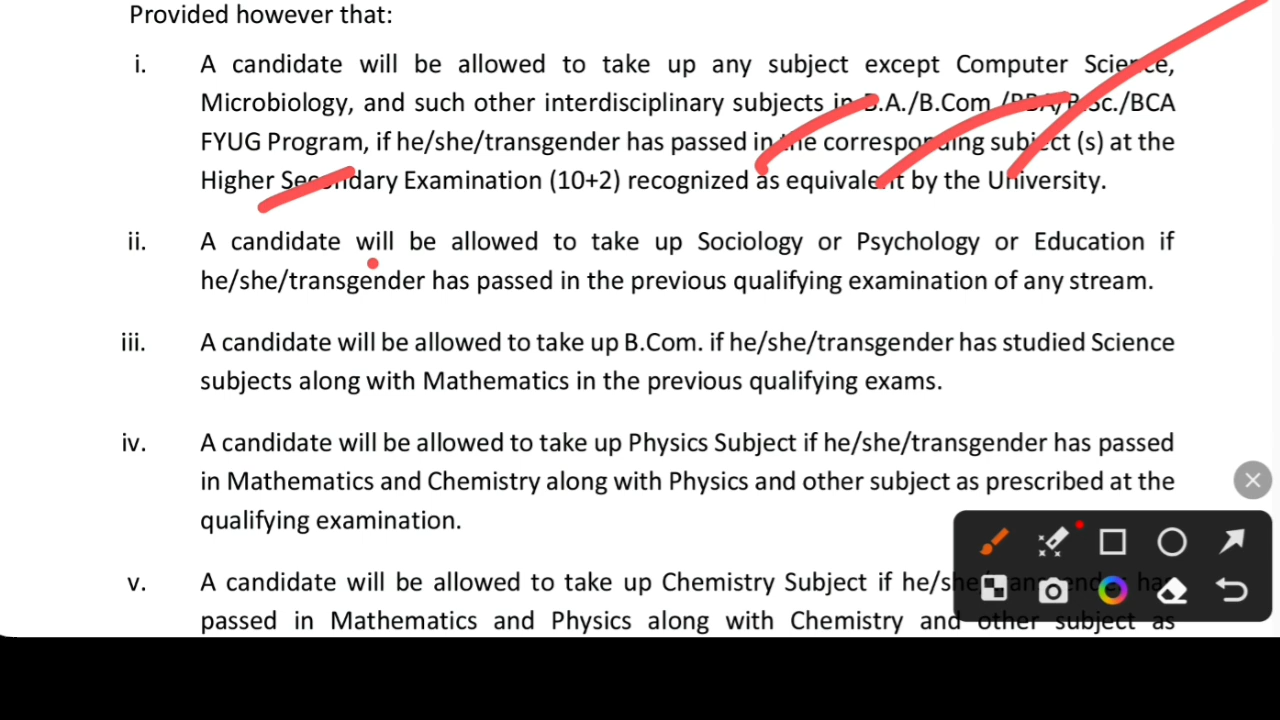 Provided however that:
i. A candidate will be allowed to take up any subject except Computer Science,
Microbiology, and such other interdisciplinary subjects in B.A./B.Com /BBA/B.Sc./BCA
FYUG Program, if he/she/transgender has passed in the corresponding subject (s) at the
Higher Secondary Examination (10+2) recognized as equivalent by the University.
ii. A candidate will be allowed to take up Sociology or Psychology or Education if
he/she/transgender has passed in the previous qualifying examination of any stream.
iii. A candidate will be allowed to take up B.Com. if he/she/transgender has studied Science
subjects along with Mathematics in the previous qualifying exams.
iv. A candidate will be allowed to take up Physics Subject if he/she/transgender has passed
in Mathematics and Chemistry along with Physics and other subject as prescribed at the
qualifying examination.
v. A candidate will be allowed to take up Chemistry Subject if he/she/transgender has
passed in Mathematics and Physics along with Chemistry and other subject as